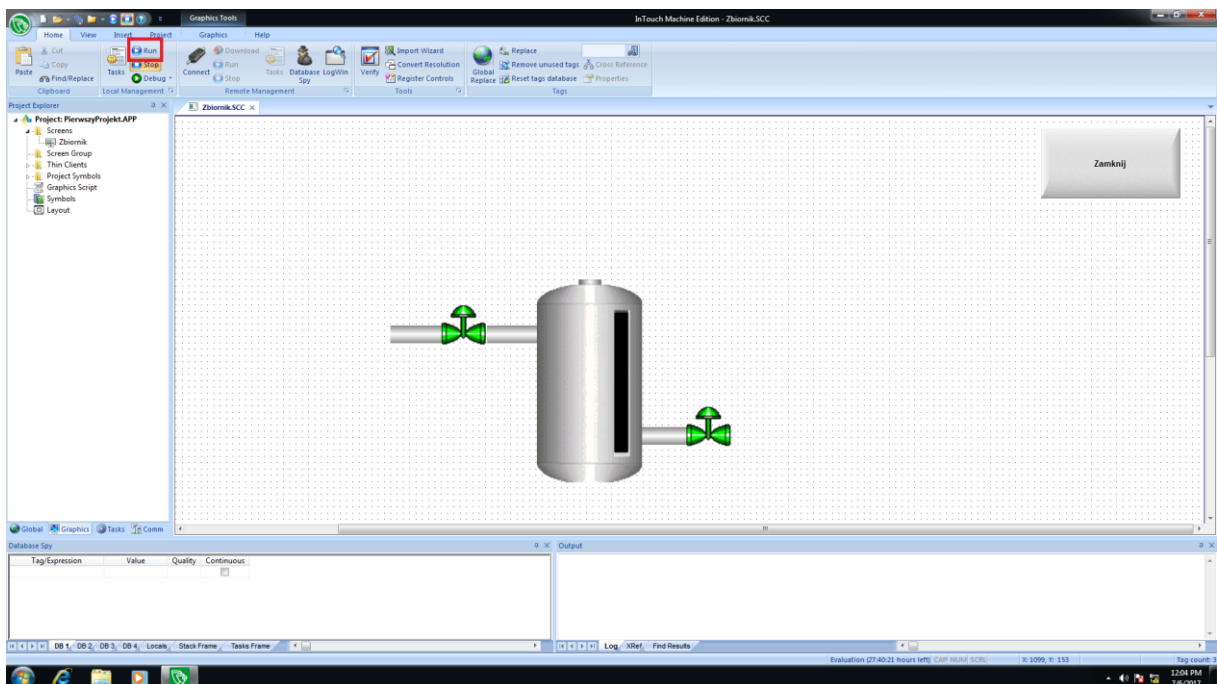 Graphics Tools
InTouch Machine Edition - Zbiornik.SCC
Home View Insert Project Graphics Help
Paste
Cut
Copy
Find/Replace
Clipboard
Tasks
Run
Stop
Debug
Local Management
Connect
Download
Run
Stop
Tasks
Database Spy
LogWin
Remote Management
Verify
Import Wizard
Convert Resolution
Register Controls
Tools
Global Replace
Replace
Remove unused tags
Reset tags database
Cross Reference
Properties
Tags
Project Explorer
Zbiornik.SCC
Project: PierwszyProjekt.APP
Screens
Zbiornik
Screen Group
Thin Clients
Project Symbols
Graphics Script
Symbols
Layout
Zamknij
Global Graphics Tasks Comm
Database Spy
Tag/Expression Value Quality Continuous
DB 1 DB 2 DB 3 DB 4 Locals Stack Frame Tasks Frame
Output
Log XRef Find Results
Evaluation (27:40:21 hours left) CAP NUM SCRL X: 1099, Y: 153 Tag count: 3
12:04 PM
7/6/2017